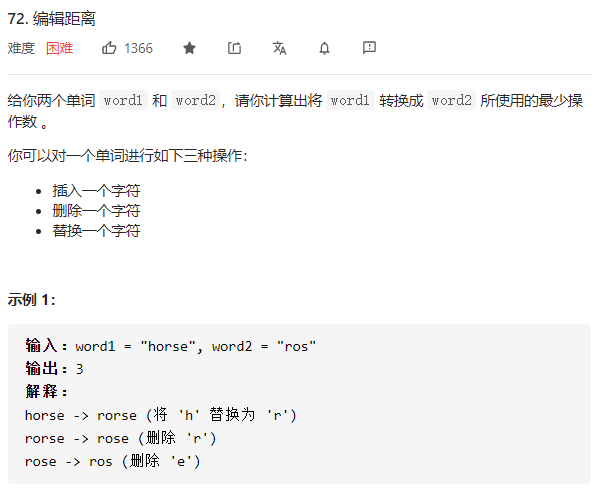 72. 编辑距离
难度 困难 1366
给你两个单词 word1 和 word2，请你计算出将 word1 转换成 word2 所使用的最少操
作数 。
你可以对一个单词进行如下三种操作：
• 插入一个字符
• 删除一个字符
• 替换一个字符
示例 1：
输入：word1 = "horse", word2 = "ros"
输出：3
解释：
horse -> rorse (将 'h' 替换为 'r')
rorse -> rose (删除 'r')
rose -> ros (删除 'e')